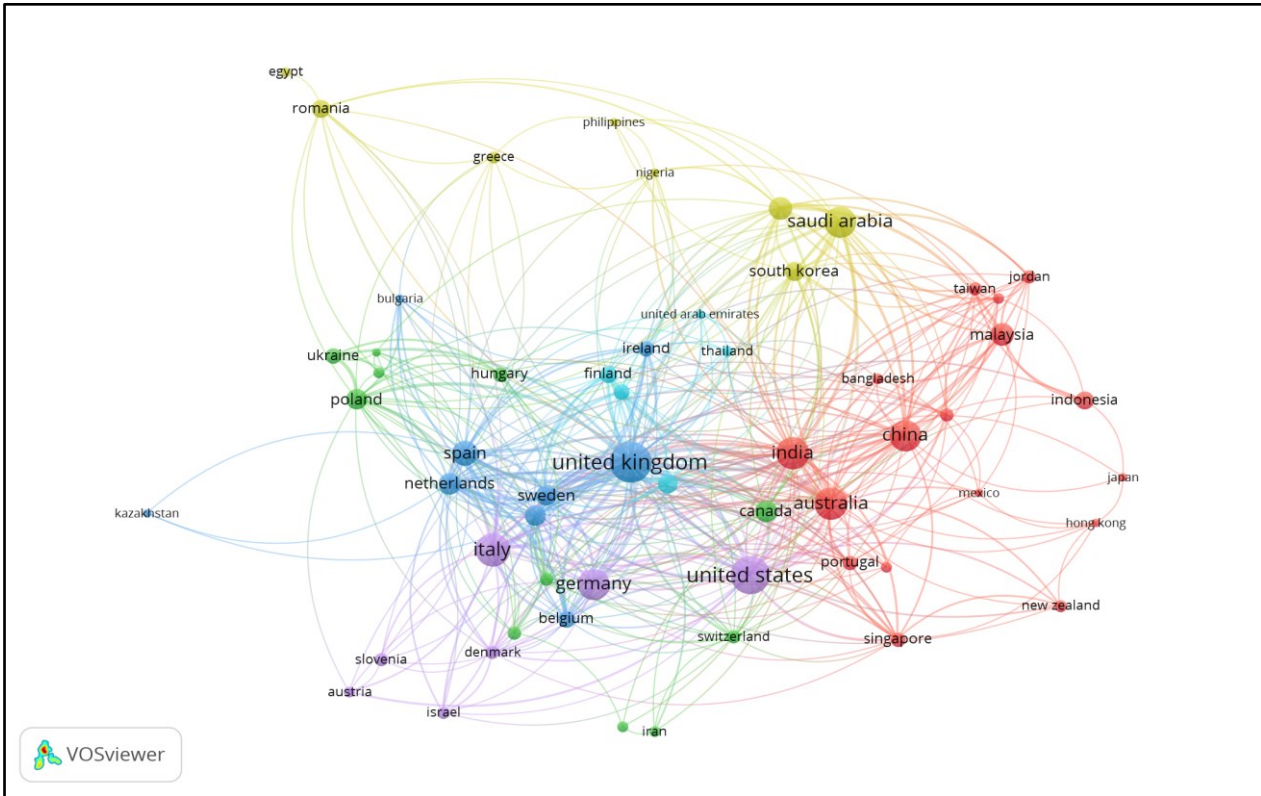 egypt
romania
philippines
greece
nigeria
saudi arabia
south korea
jordan
taiwan
bulgaria
united arab emirates
malaysia
ukraine
ireland
thailand
hungary
finland
bangladesh
poland
indonesia
china
spain
united kingdom
india
japan
netherlands
sweden
mexico
kazakhstan
canada
australia
hong kong
italy
portugal
germany
united states
new zealand
belgium
switzerland
singapore
slovenia
denmark
austria
israel
iran
VOSviewer